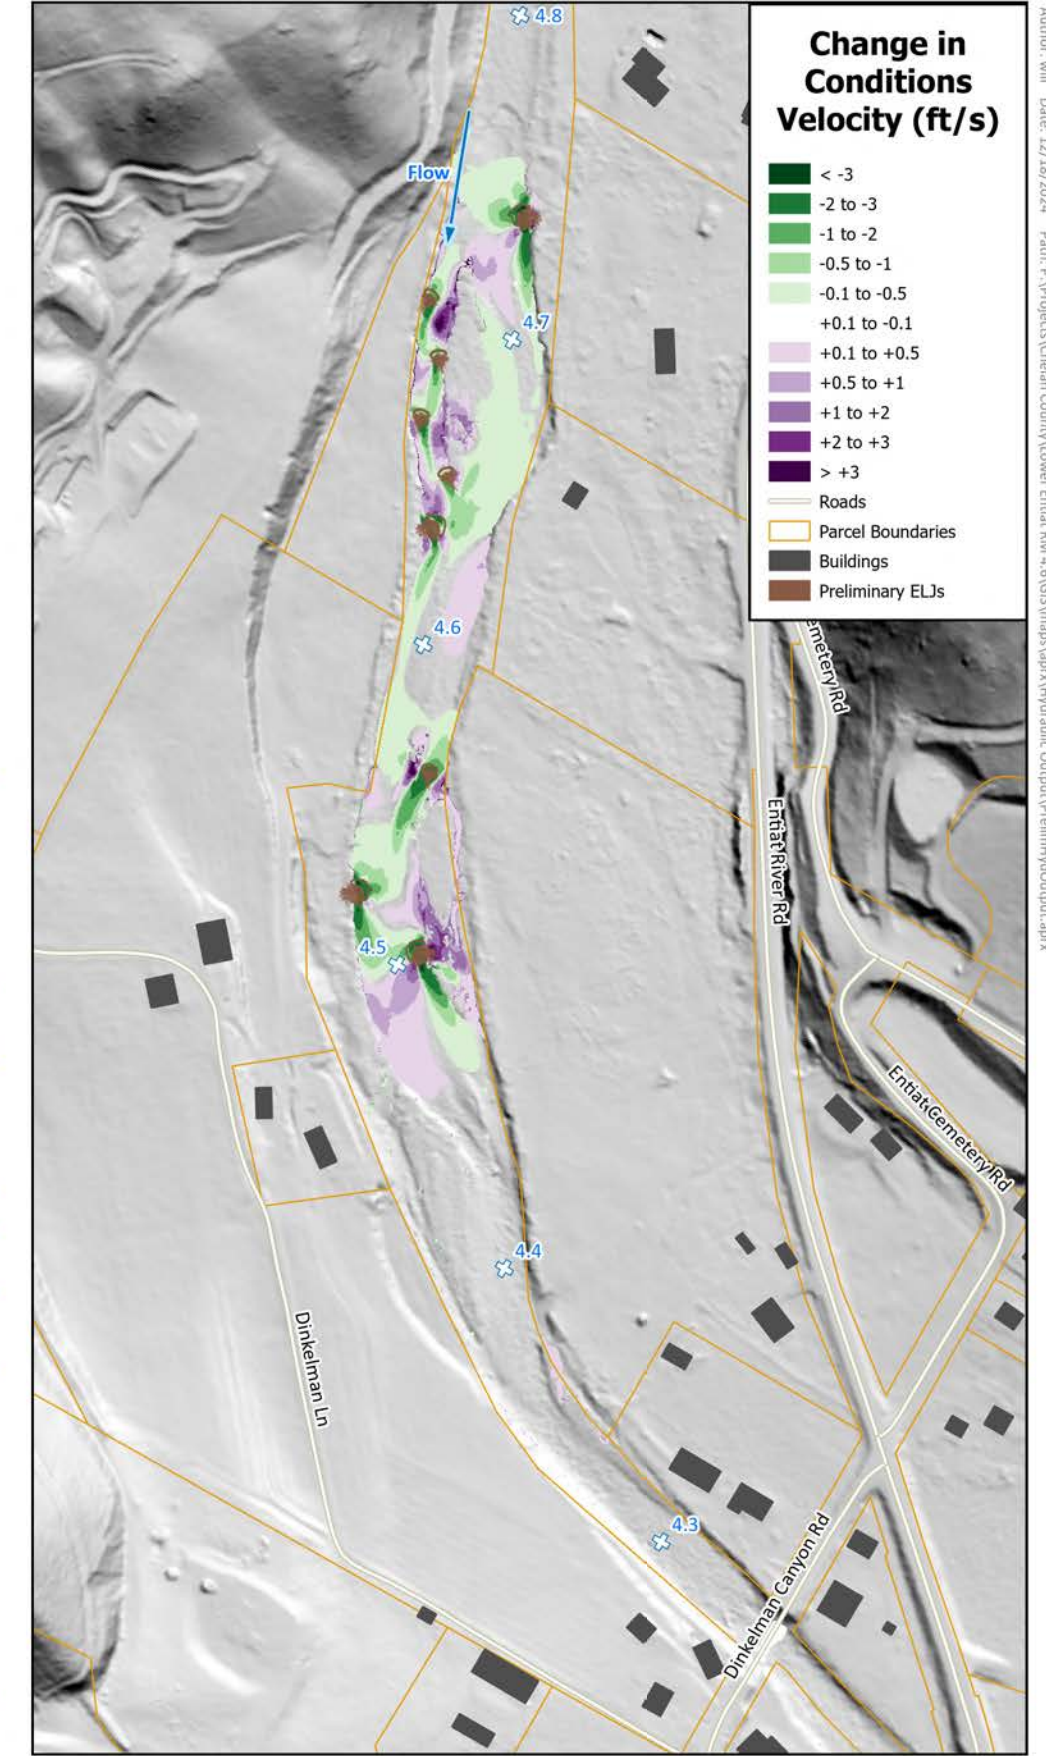 Change in
Conditions
Velocity (ft/s)
< -3
-2 to -3
-1 to -2
-0.5 to -1
-0.1 to -0.5
+0.1 to -0.1
+0.1 to +0.5
+0.5 to +1
+1 to +2
+2 to +3
> +3
Roads
Parcel Boundaries
Buildings
Preliminary ELJs
4.8
Flow
4.7
4.6
4.5
4.4
4.3
emetery Rd
Entiat River Rd
Entiat Cemetery Rd
Dinkelman Ln
Dinkelman Canyon Rd